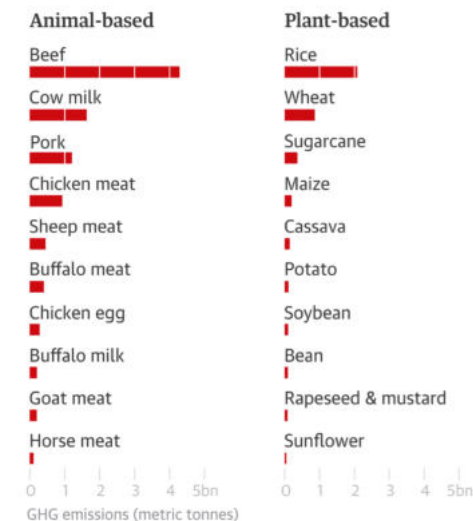 Animal-based
Beef
Cow milk
Pork
Chicken meat
Sheep meat
Buffalo meat
Chicken egg
Buffalo milk
Goat meat
Horse meat
0 1 2 3 4 5bn
GHG emissions (metric tonnes)
Plant-based
Rice
Wheat
Sugarcane
Maize
Cassava
Potato
Soybean
Bean
Rapeseed & mustard
Sunflower
0 1 2 3 4 5bn